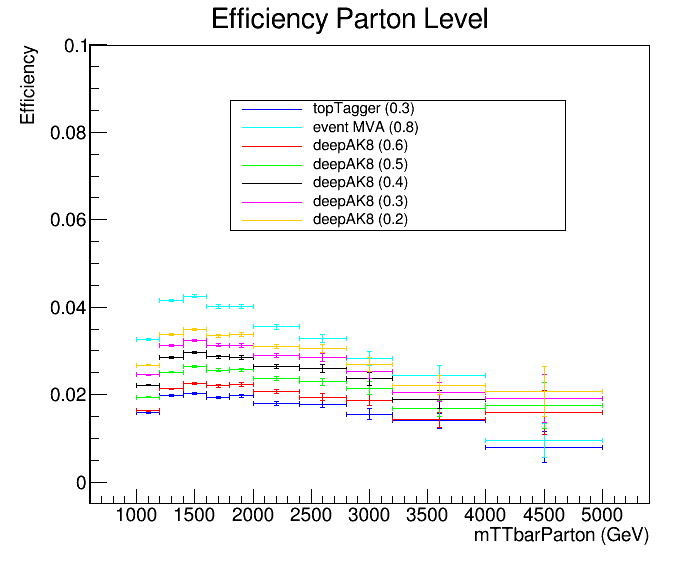 Efficiency Parton Level
Efficiency
0.1
0.08
0.06
0.04
0.02
0
topTagger (0.3)
event MVA (0.8)
deepAK8 (0.6)
deepAK8 (0.5)
deepAK8 (0.4)
deepAK8 (0.3)
deepAK8 (0.2)
1000 1500 2000 2500 3000 3500 4000 4500 5000
mTTbarParton (GeV)